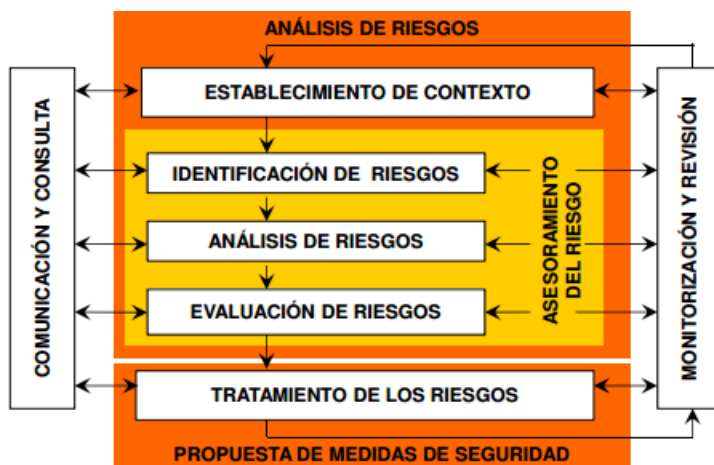 ANÁLISIS DE RIESGOS
ESTABLECIMIENTO DE CONTEXTO
IDENTIFICACIÓN DE RIESGOS
ANÁLISIS DE RIESGOS
EVALUACIÓN DE RIESGOS
ASESORAMIENTO
DEL RIESGO
TRATAMIENTO DE LOS RIESGOS
PROPUESTA DE MEDIDAS DE SEGURIDAD
COMUNICACIÓN Y CONSULTA
MONITORIZACIÓN Y REVISIÓN